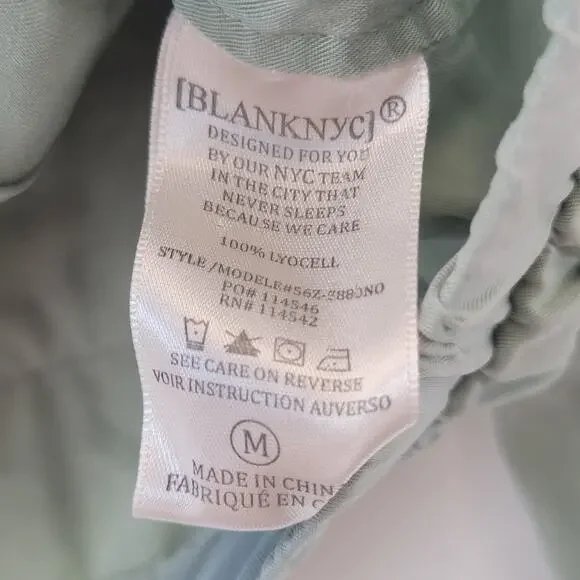 [BLANKNYC]®
DESIGNED FOR YOU
BY OUR NYC TEAM
IN THE CITY THAT
NEVER SLEEPS
BECAUSE WE CARE
100% LYOCELL
STYLE/MODELE#
PO# 114546
RN# 114542
SEE CARE ON REVERSE
VOIR INSTRUCTION AUVERSO
M
MADE IN CHIN
FABRIQUÉ EN C